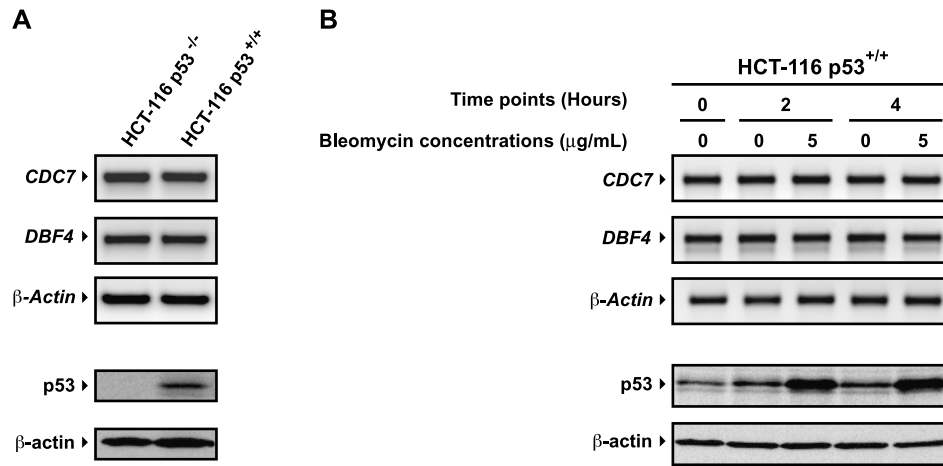 A
HCT-116 p53 -/-
HCT-116 p53 +/+
CDC7
DBF4
β-Actin
p53
β-actin
B
HCT-116 p53+/+
Time points (Hours) 0 2 4
Bleomycin concentrations (μg/mL) 0 0 5 0 5
CDC7
DBF4
β-Actin
p53
β-actin